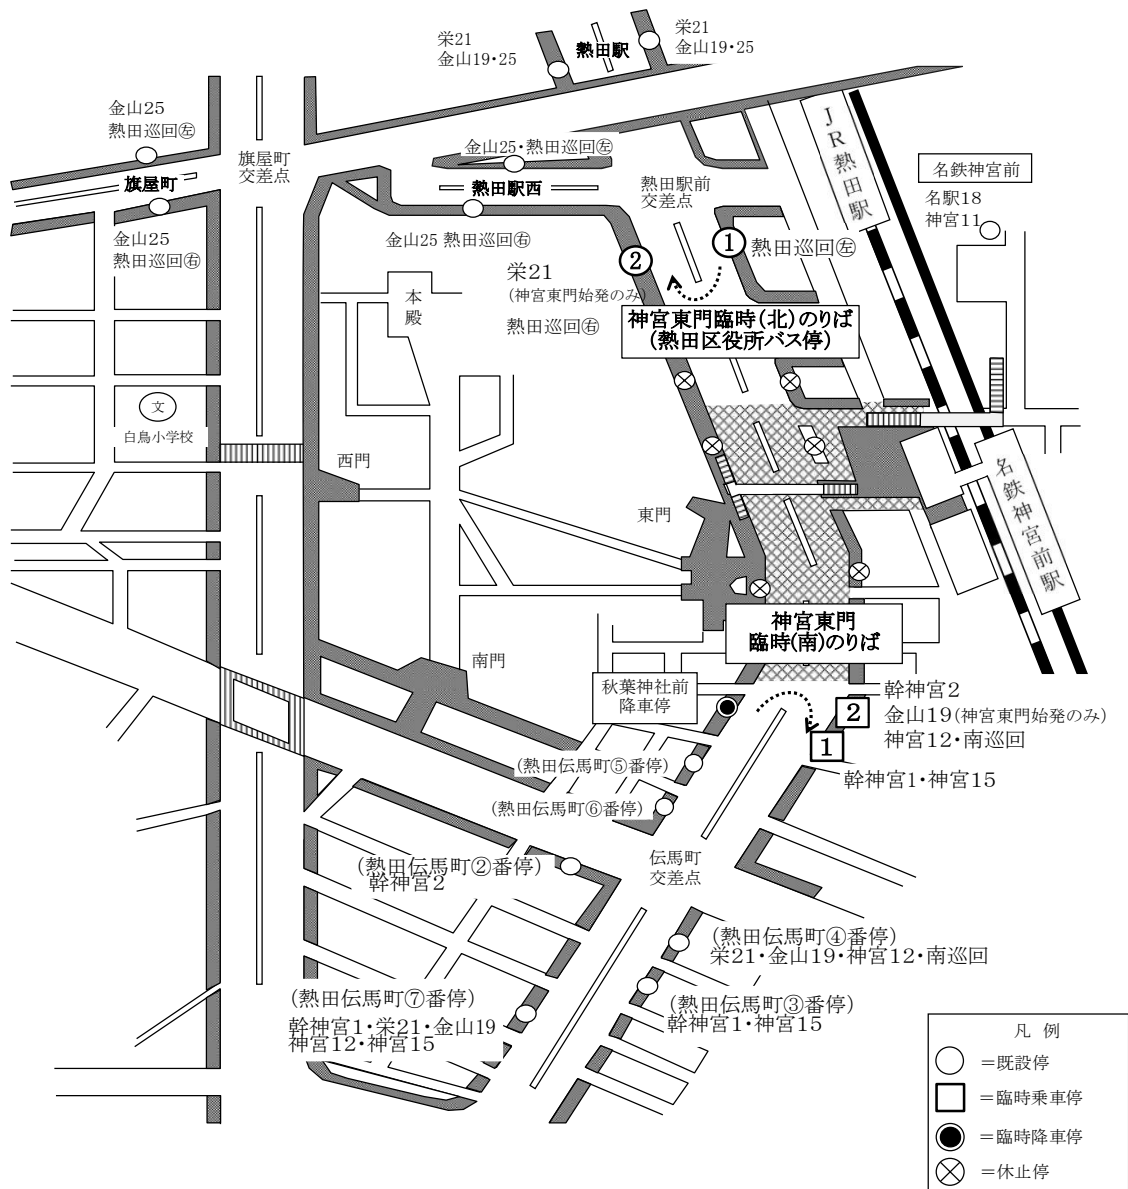 栄21
金山19・25
熱田駅
栄21
金山19・25
金山25
熱田巡回㊧
旗屋町
交差点
旗屋町
金山25
熱田巡回㊨
金山25・熱田巡回㊧
熱田駅西
金山25 熱田巡回㊨
熱田駅前
交差点
JR熱田駅
名鉄神宮前
名駅18
神宮11
① 熱田巡回㊧
②
栄21
(神宮東門始発のみ)
熱田巡回㊨
神宮東門臨時(北)のりば
(熱田区役所バス停)
本殿
文
白鳥小学校
西門
東門
南門
名鉄神宮前駅
神宮東門
臨時(南)のりば
秋葉神社前
降車停
2
幹神宮2
金山19(神宮東門始発のみ)
神宮12・南巡回
1
幹神宮1・神宮15
(熱田伝馬町⑤番停)
(熱田伝馬町⑥番停)
伝馬町
交差点
(熱田伝馬町②番停)
幹神宮2
(熱田伝馬町④番停)
栄21・金山19・神宮12・南巡回
(熱田伝馬町③番停)
幹神宮1・神宮15
(熱田伝馬町⑦番停)
幹神宮1・栄21・金山19
神宮12・神宮15
凡例
=既設停
=臨時乗車停
=臨時降車停
=休止停